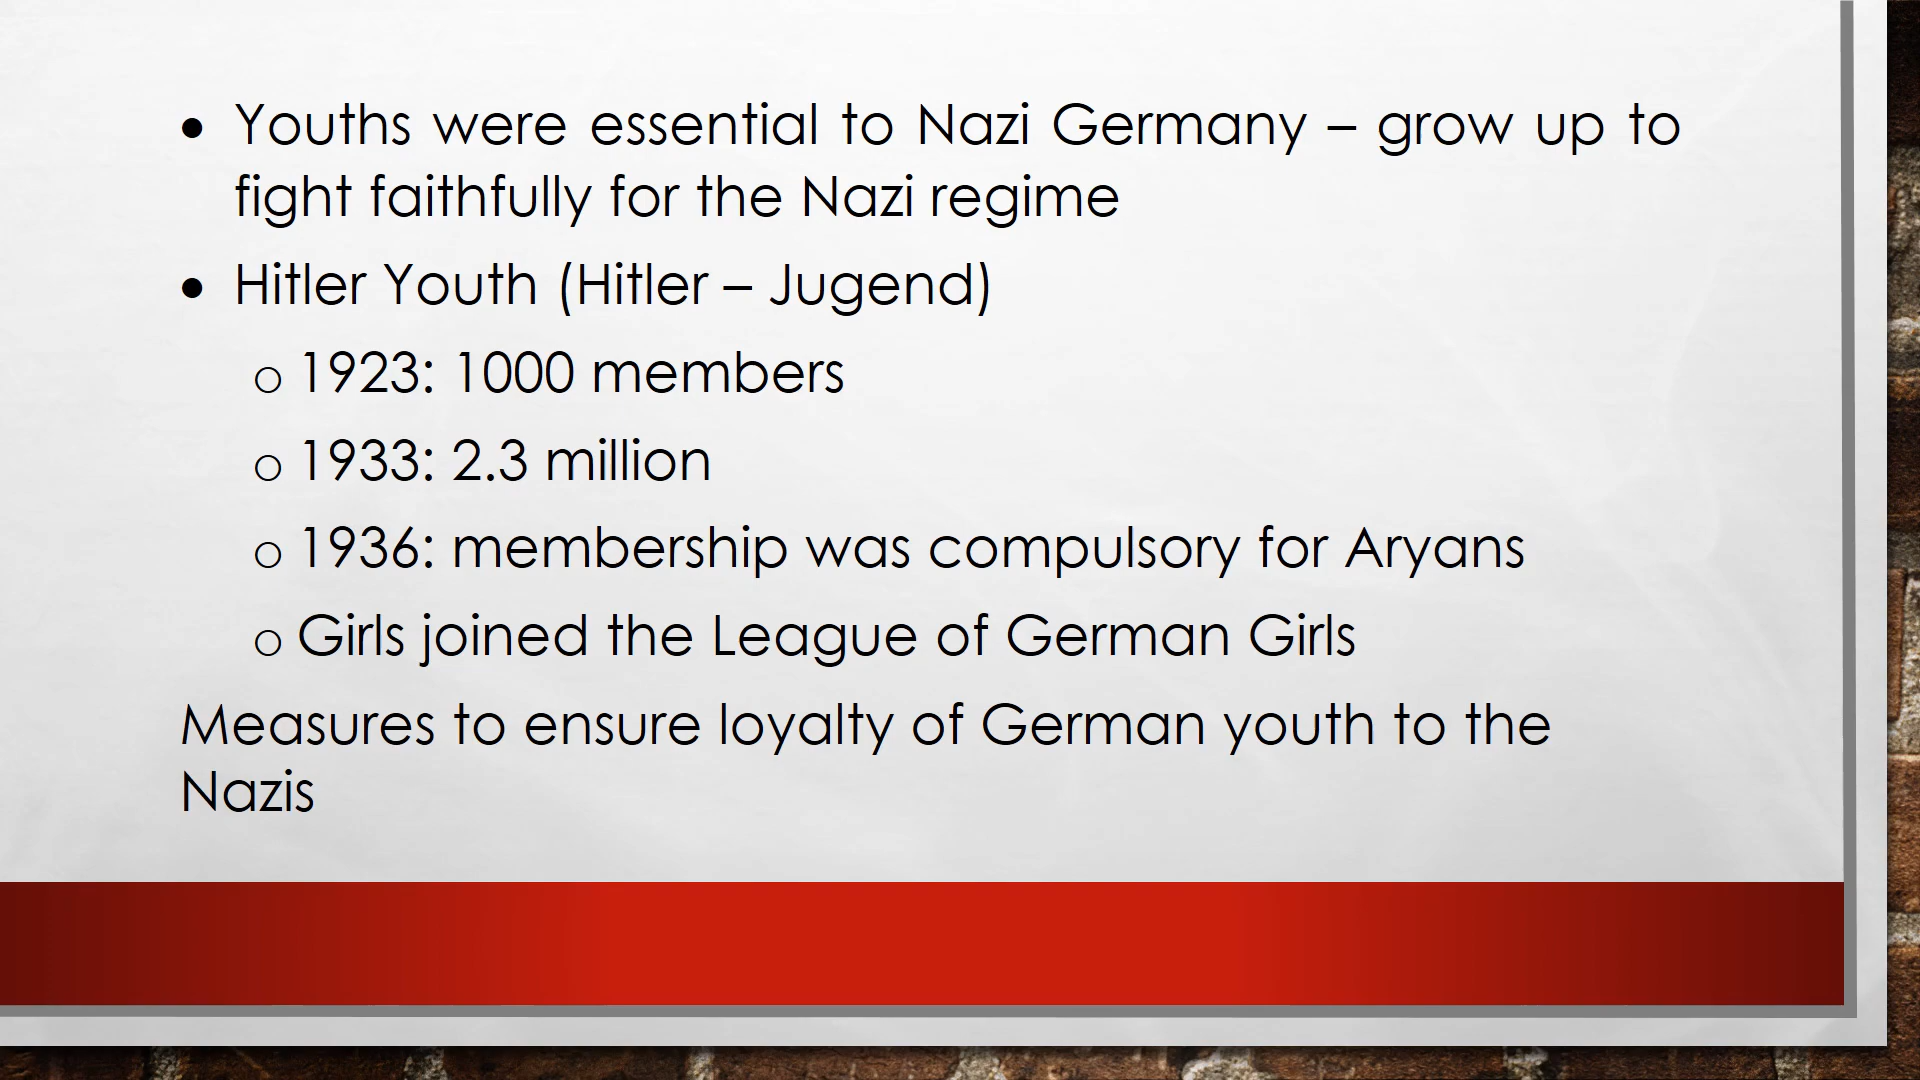 • Youths were essential to Nazi Germany – grow up to
fight faithfully for the Nazi regime
• Hitler Youth (Hitler – Jugend)
o 1923: 1000 members
o 1933: 2.3 million
o 1936: membership was compulsory for Aryans
o Girls joined the League of German Girls
Measures to ensure loyalty of German youth to the
Nazis